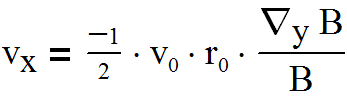 vₓ = −1/2 · v₀ · r₀ · ∇ᵧ B / B